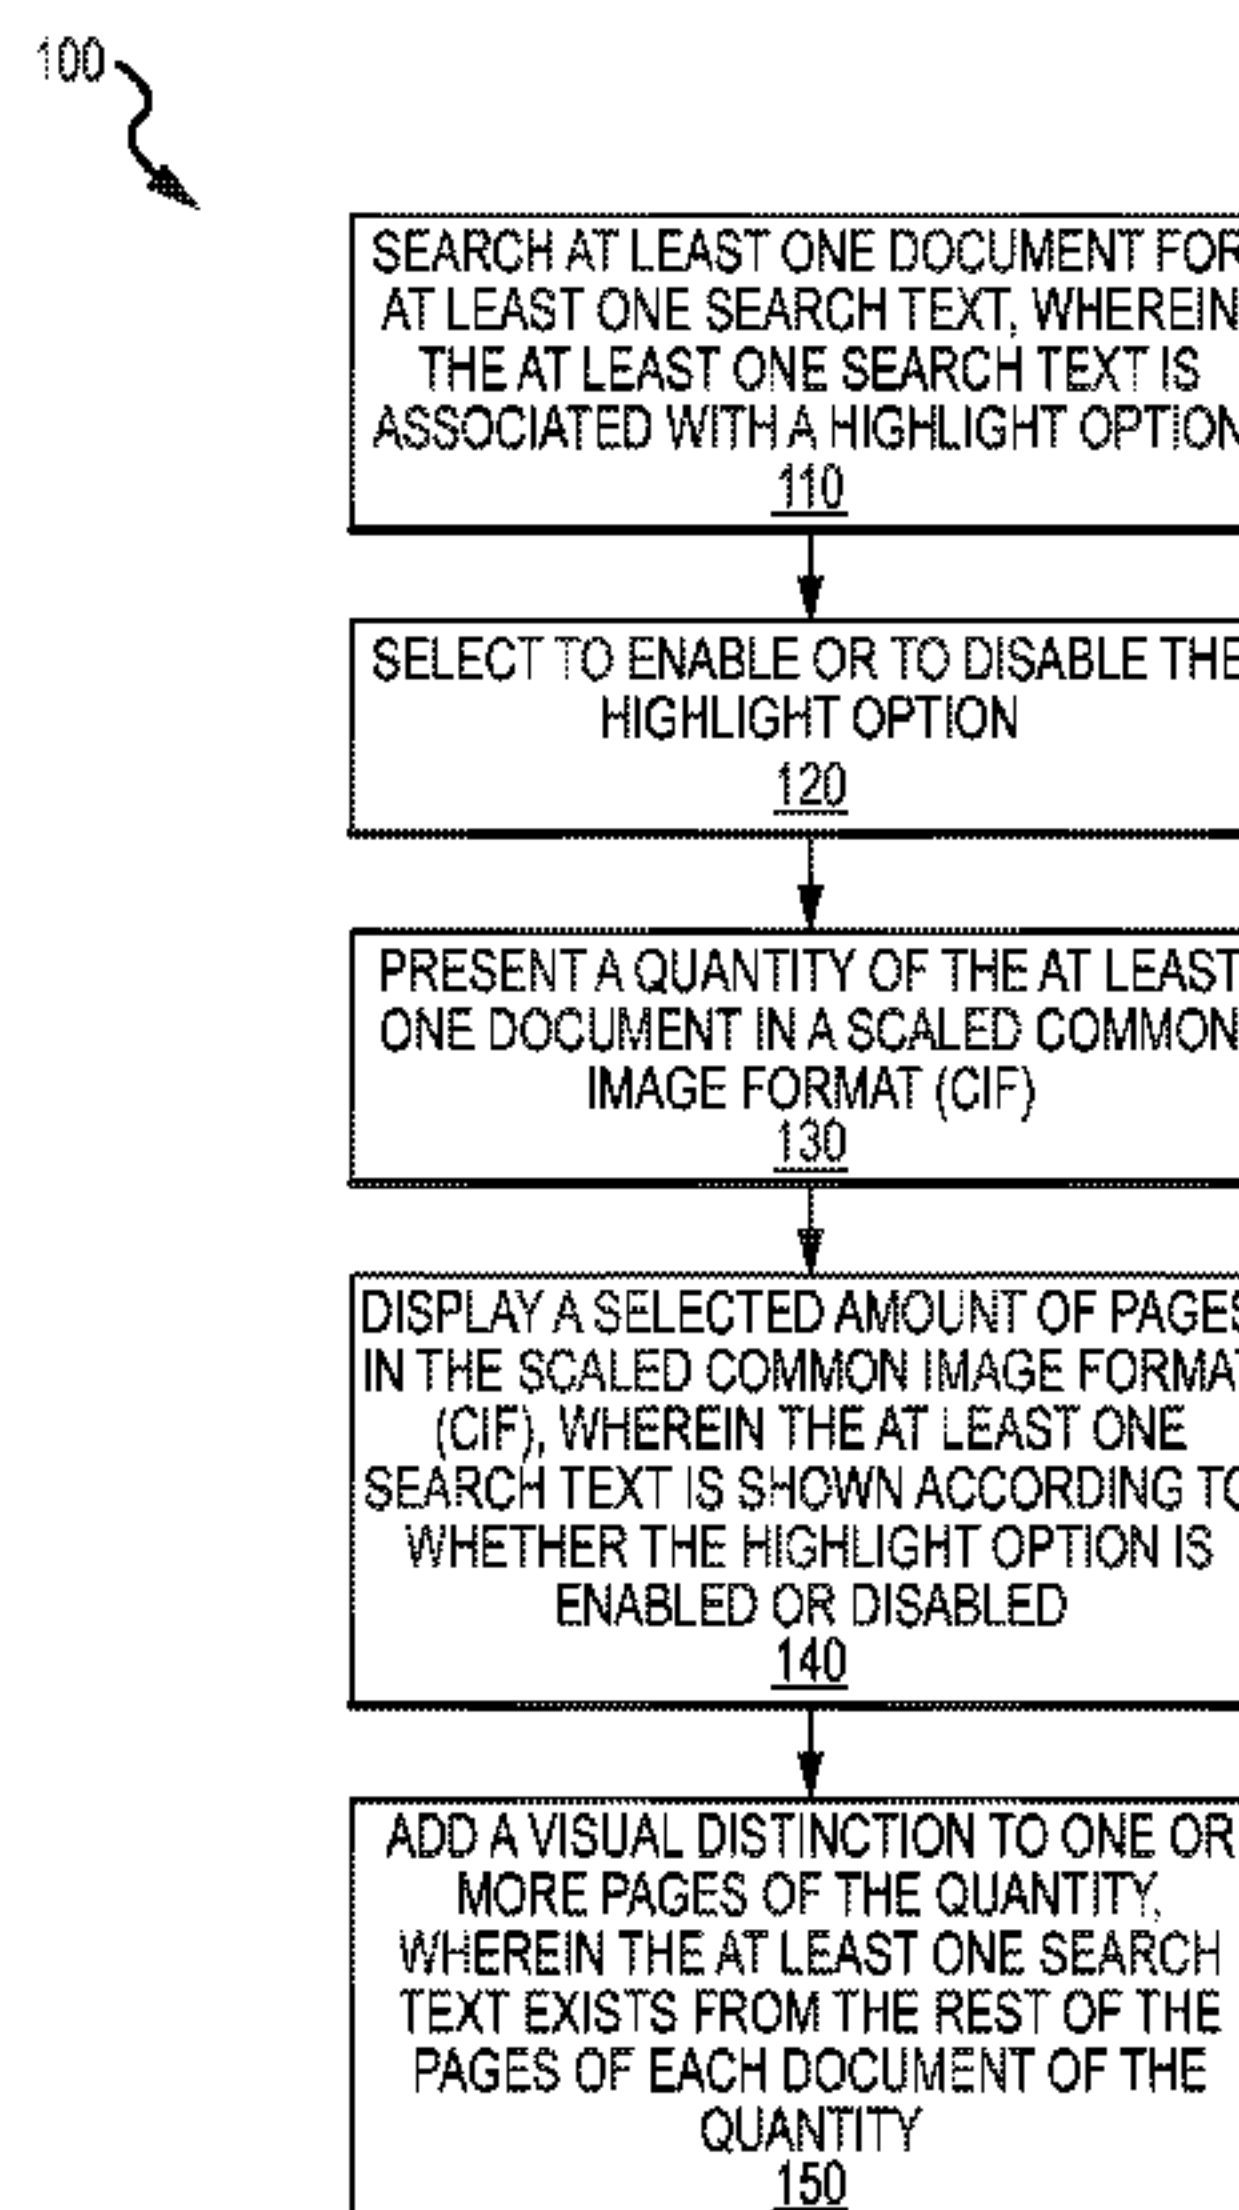 100
SEARCH AT LEAST ONE DOCUMENT FOR
AT LEAST ONE SEARCH TEXT, WHEREIN
THE AT LEAST ONE SEARCH TEXT IS
ASSOCIATED WITH A HIGHLIGHT OPTION
110
SELECT TO ENABLE OR TO DISABLE THE
HIGHLIGHT OPTION
120
PRESENT A QUANTITY OF THE AT LEAST
ONE DOCUMENT IN A SCALED COMMON
IMAGE FORMAT (CIF)
130
DISPLAY A SELECTED AMOUNT OF PAGES
IN THE SCALED COMMON IMAGE FORMAT
(CIF), WHEREIN THE AT LEAST ONE
SEARCH TEXT IS SHOWN ACCORDING TO
WHETHER THE HIGHLIGHT OPTION IS
ENABLED OR DISABLED
140
ADD A VISUAL DISTINCTION TO ONE OR
MORE PAGES OF THE QUANTITY,
WHEREIN THE AT LEAST ONE SEARCH
TEXT EXISTS FROM THE REST OF THE
PAGES OF EACH DOCUMENT OF THE
QUANTITY
150